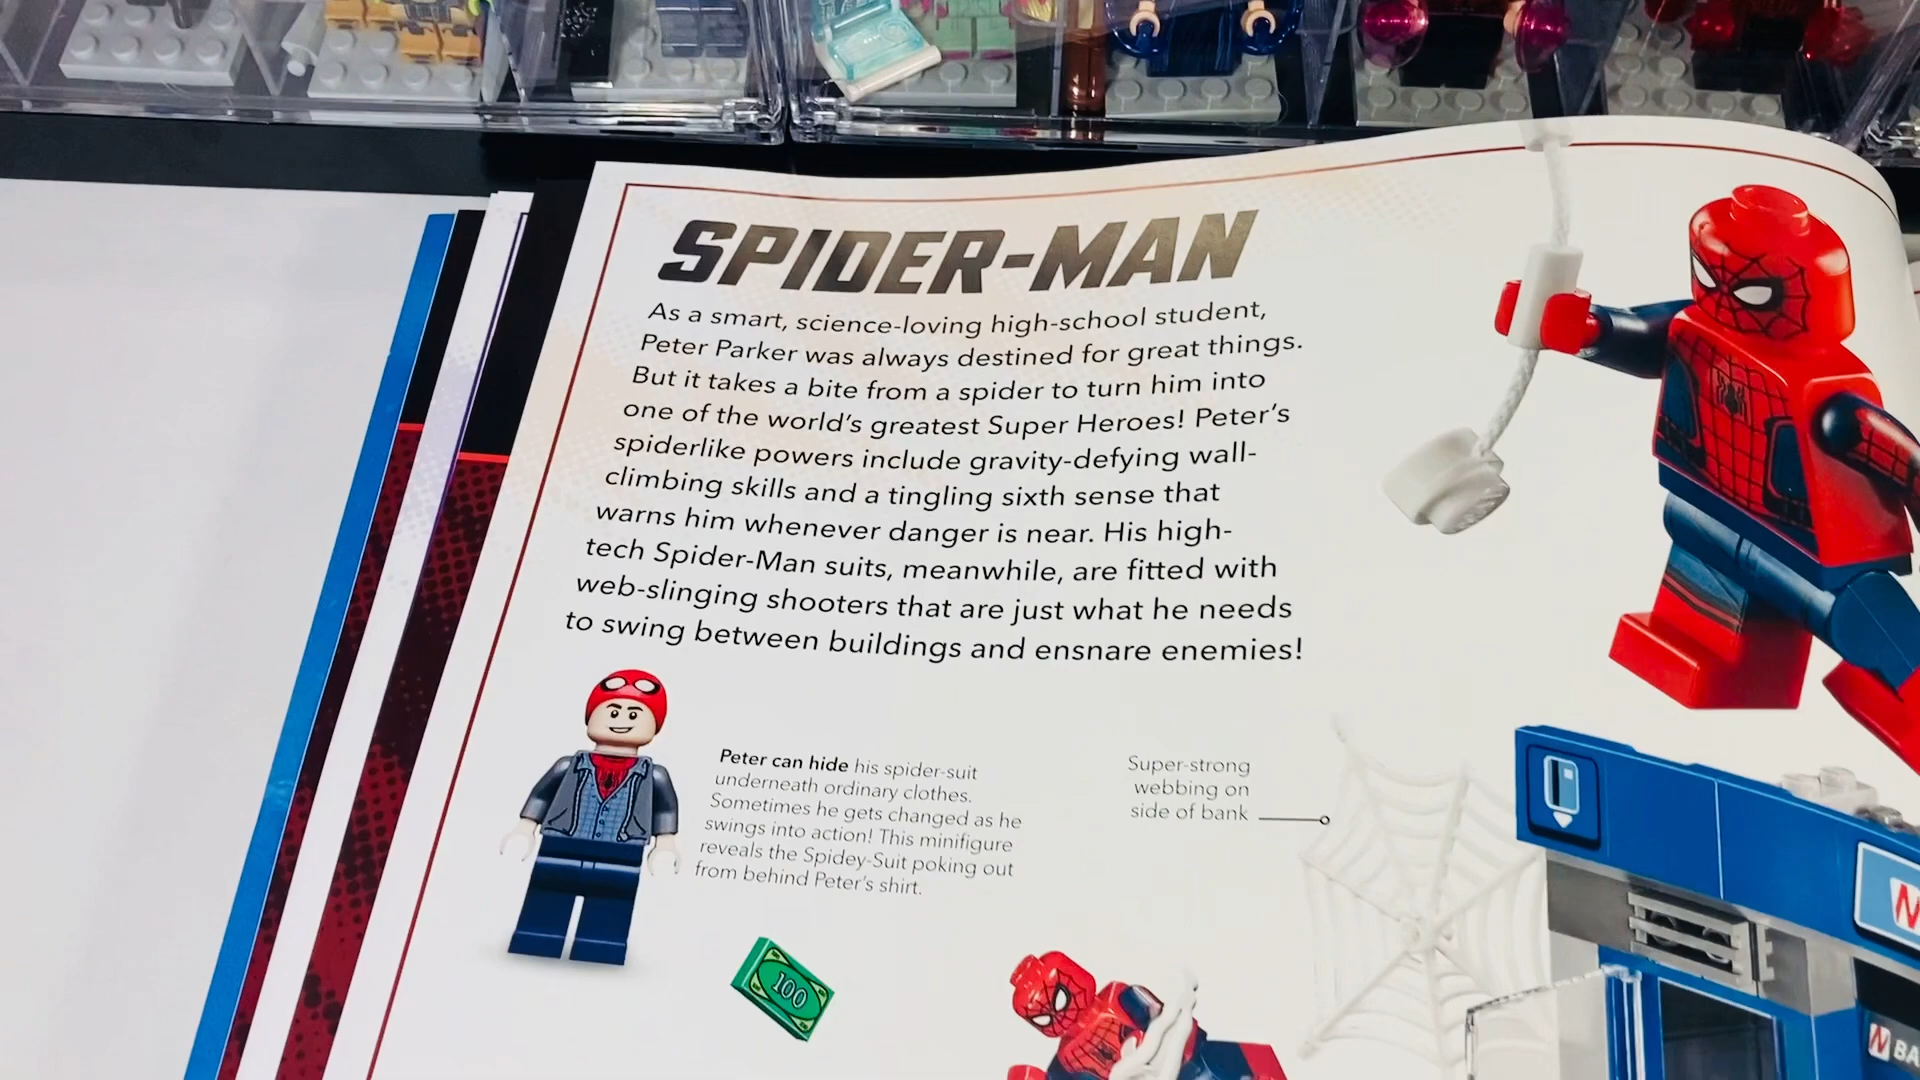 SPIDER-MAN
As a smart, science-loving high-school student,
Peter Parker was always destined for great things.
But it takes a bite from a spider to turn him into
one of the world's greatest Super Heroes! Peter's
spiderlike powers include gravity-defying wall-
climbing skills and a tingling sixth sense that
warns him whenever danger is near. His high-
tech Spider-Man suits, meanwhile, are fitted with
web-slinging shooters that are just what he needs
to swing between buildings and ensnare enemies!
Peter can hide his spider-suit
underneath ordinary clothes.
Sometimes he gets changed as he
swings into action! This minifigure
reveals the Spidey-Suit poking out
from behind Peter's shirt.
Super-strong
webbing on
side of bank
100
N
N BA